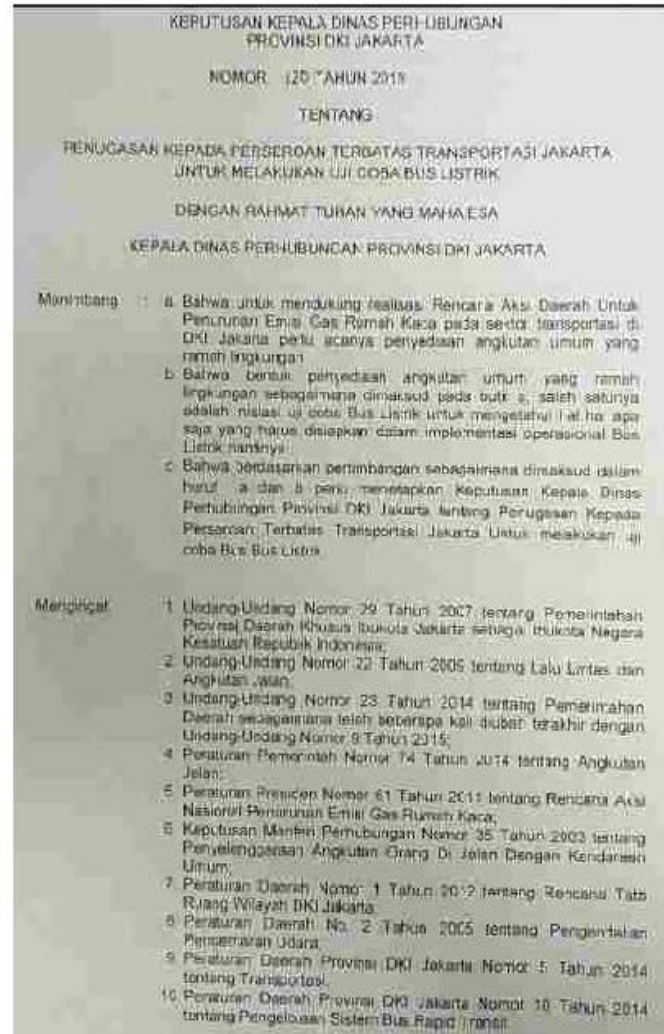 KEPUTUSAN KEPALA DINAS PERHUBUNGAN
PROVINSI DKI JAKARTA
NOMOR 120 TAHUN
TENTANG
PENUGASAN KEPADA PERSEROAN TERBATAS TRANSPORTASI JAKARTA
UNTUK MELAKUKAN UJI COBA BUS LISTRIK
DENGAN RAHMAT TUHAN YANG MAHA ESA
KEPALA DINAS PERHUBUNGAN PROVINSI DKI JAKARTA
Menimbang : a. Bahwa untuk mendukung realisasi Rencana Aksi Daerah Untuk
Penurunan Emisi Gas Rumah Kaca pada sektor transportasi di
DKI Jakarta perlu adanya penyediaan angkutan umum yang
ramah lingkungan
b. Bahwa bentuk penyediaan angkutan umum yang ramah
lingkungan sebagaimana dimaksud pada butir a, salah satunya
adalah inisiasi uji coba Bus Listrik untuk mengetahui hal hal apa
saja yang harus disiapkan dalam implementasi operasional Bus
Listrik nantinya
c. Bahwa berdasarkan pertimbangan sebagaimana dimaksud dalam
huruf a dan b perlu menetapkan Keputusan Kepala Dinas
Perhubungan Provinsi DKI Jakarta tentang Penugasan Kepada
Perseroan Terbatas Transportasi Jakarta Untuk melakukan uji
coba Bus Bus Listrik
Mengingat 1. Undang-Undang Nomor 29 Tahun 2007 tentang Pemerintahan
Provinsi Daerah Khusus Ibukota Jakarta sebagai Ibukota Negara
Kesatuan Republik Indonesia;
2. Undang-Undang Nomor 22 Tahun 2009 tentang Lalu Lintas dan
Angkutan Jalan;
3. Undang-Undang Nomor 23 Tahun 2014 tentang Pemerintahan
Daerah sebagaimana telah beberapa kali diubah terakhir dengan
Undang-Undang Nomor 9 Tahun 2015;
4. Peraturan Pemerintah Nomor 74 Tahun 2014 tentang Angkutan
Jalan;
5. Peraturan Presiden Nomor 61 Tahun 2011 tentang Rencana Aksi
Nasional Penurunan Emisi Gas Rumah Kaca;
6. Keputusan Menteri Perhubungan Nomor 35 Tahun 2003 tentang
Penyelenggaraan Angkutan Orang Di Jalan Dengan Kendaraan
Umum;
7. Peraturan Daerah Nomor 1 Tahun 2012 tentang Rencana Tata
Ruang Wilayah DKI Jakarta;
8. Peraturan Daerah No. 2 Tahun 2005 tentang Pengendalian
Pencemaran Udara
9. Peraturan Daerah Provinsi DKI Jakarta Nomor 5 Tahun 2014
tentang Transportasi;
10. Peraturan Daerah Provinsi DKI Jakarta Nomor 10 Tahun 2014
tentang Pengelolaan Sistem Bus Rapid Transit